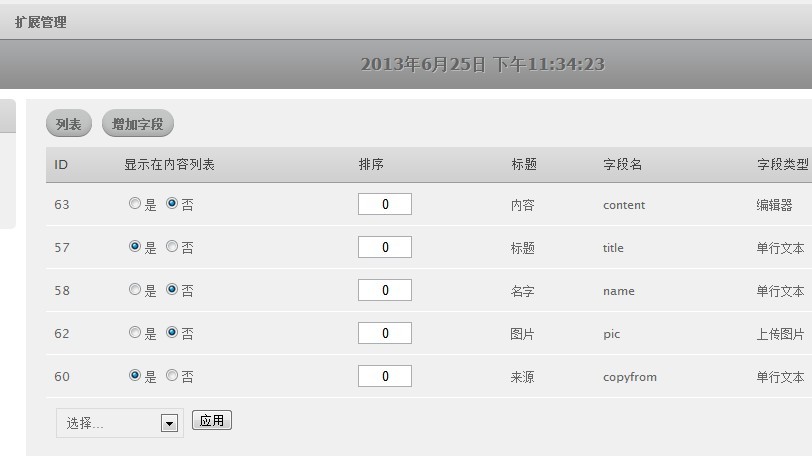 扩展管理
2013年6月25日 下午11:34:23
列表 增加字段
ID 显示在内容列表 排序 标题 字段名 字段类型
63 是 否 0 内容 content 编辑器
57 是 否 0 标题 title 单行文本
58 是 否 0 名字 name 单行文本
62 是 否 0 图片 pic 上传图片
60 是 否 0 来源 copyfrom 单行文本
选择... 应用